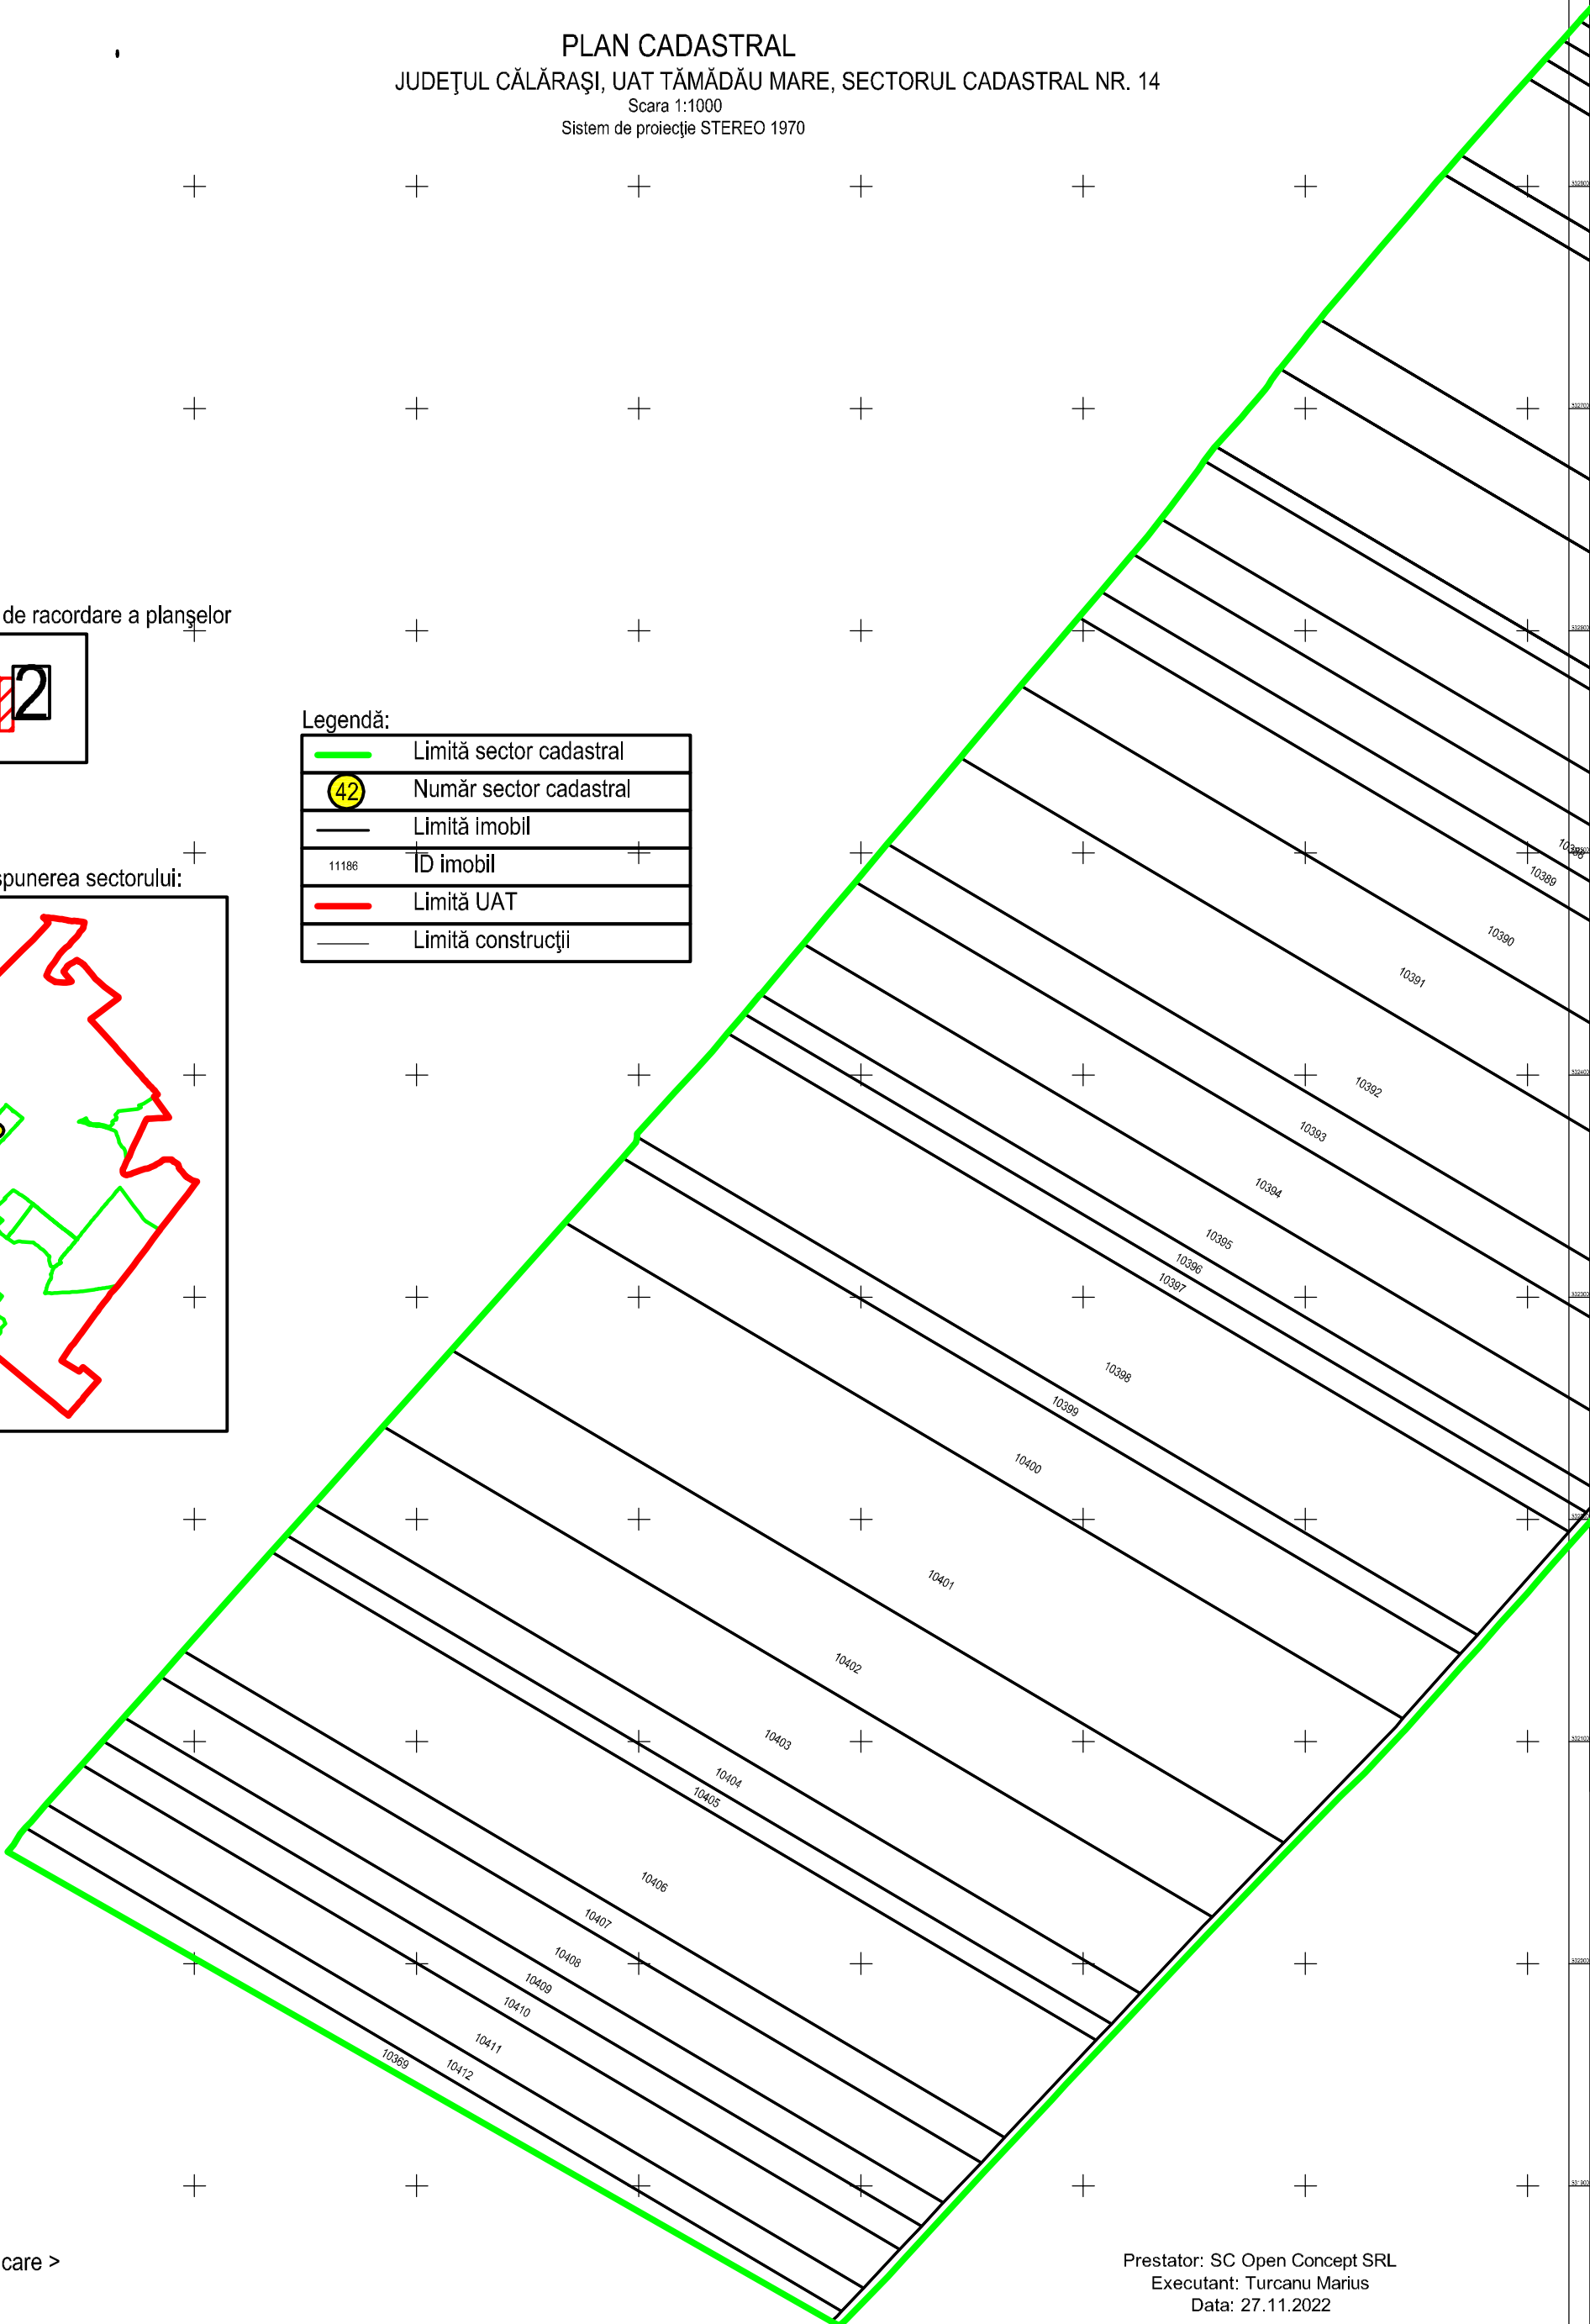 PLAN CADASTRAL
JUDEŢUL CĂLĂRAŞI, UAT TĂMĂDĂU MARE, SECTORUL CADASTRAL NR. 14
Scara 1:1000
Sistem de proiecţie STEREO 1970
de racordare a planşelor
2
Legendă:
Limită sector cadastral
42 Număr sector cadastral
Limită imobil
11186 ID imobil
Limită UAT
Limită construcţii
spunerea sectorului:
10388
10389
10390
10391
10392
10393
10394
10395
10396
10397
10398
10399
10400
10401
10402
10403
10404
10405
10406
10407
10408
10409
10410
10411
10369
10412
care >
Prestator: SC Open Concept SRL
Executant: Turcanu Marius
Data: 27.11.2022